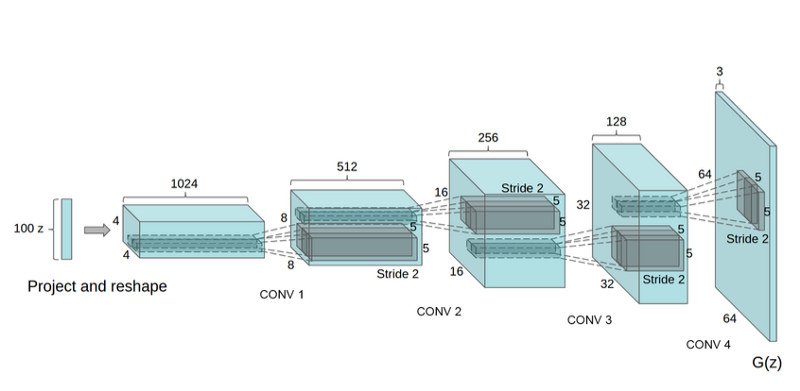 100 z
Project and reshape
1024
4
4
CONV 1
512
8
8
5
5
Stride 2
CONV 2
256
16
16
Stride 2
5
5
CONV 3
128
32
32
5
5
Stride 2
CONV 4
3
64
64
5
5
Stride 2
G(z)